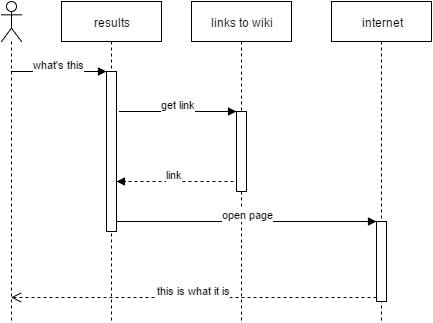 results
links to wiki
internet
what's this
get link
link
open page
this is what it is